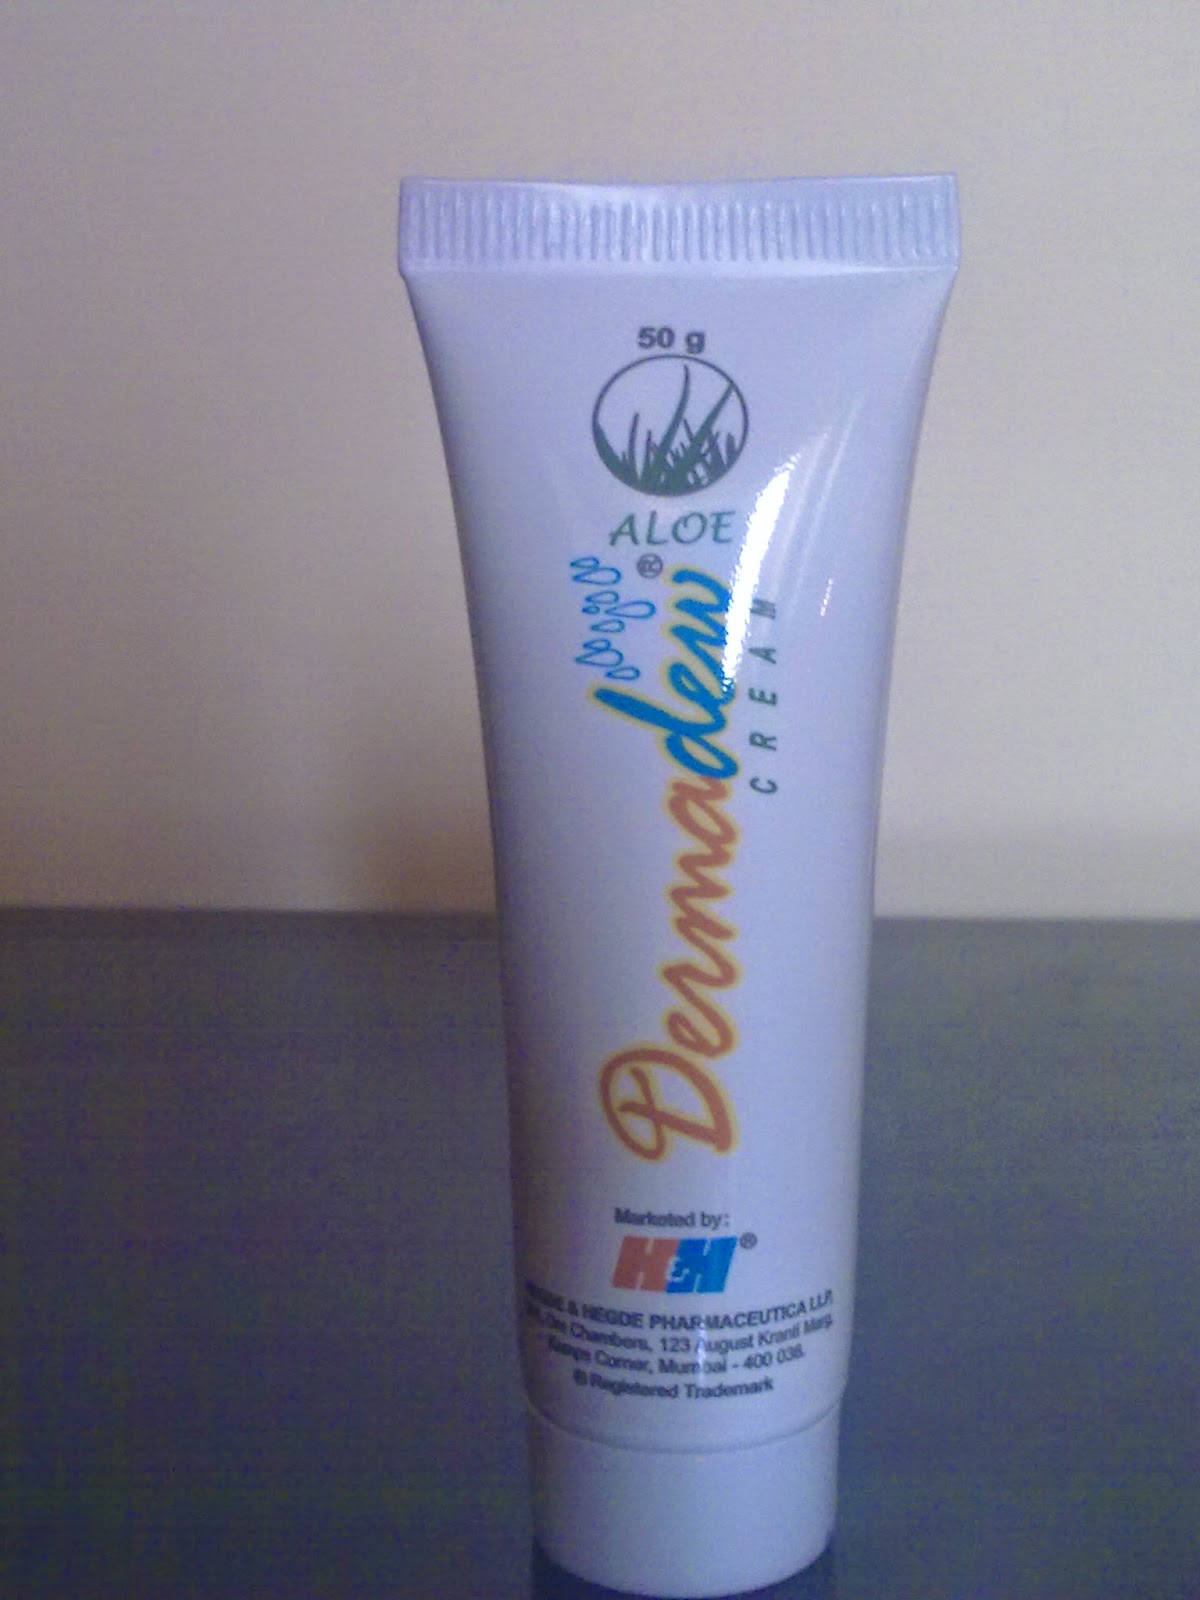 50 g
ALOE
®
Dermadew
CREAM
Marketed by:
H&H®
& HEGDE PHARMACEUTICA LLP.
Chambers, 123 August Kranti Marg,
Kemps Corner, Mumbai - 400 036.
® Registered Trademark